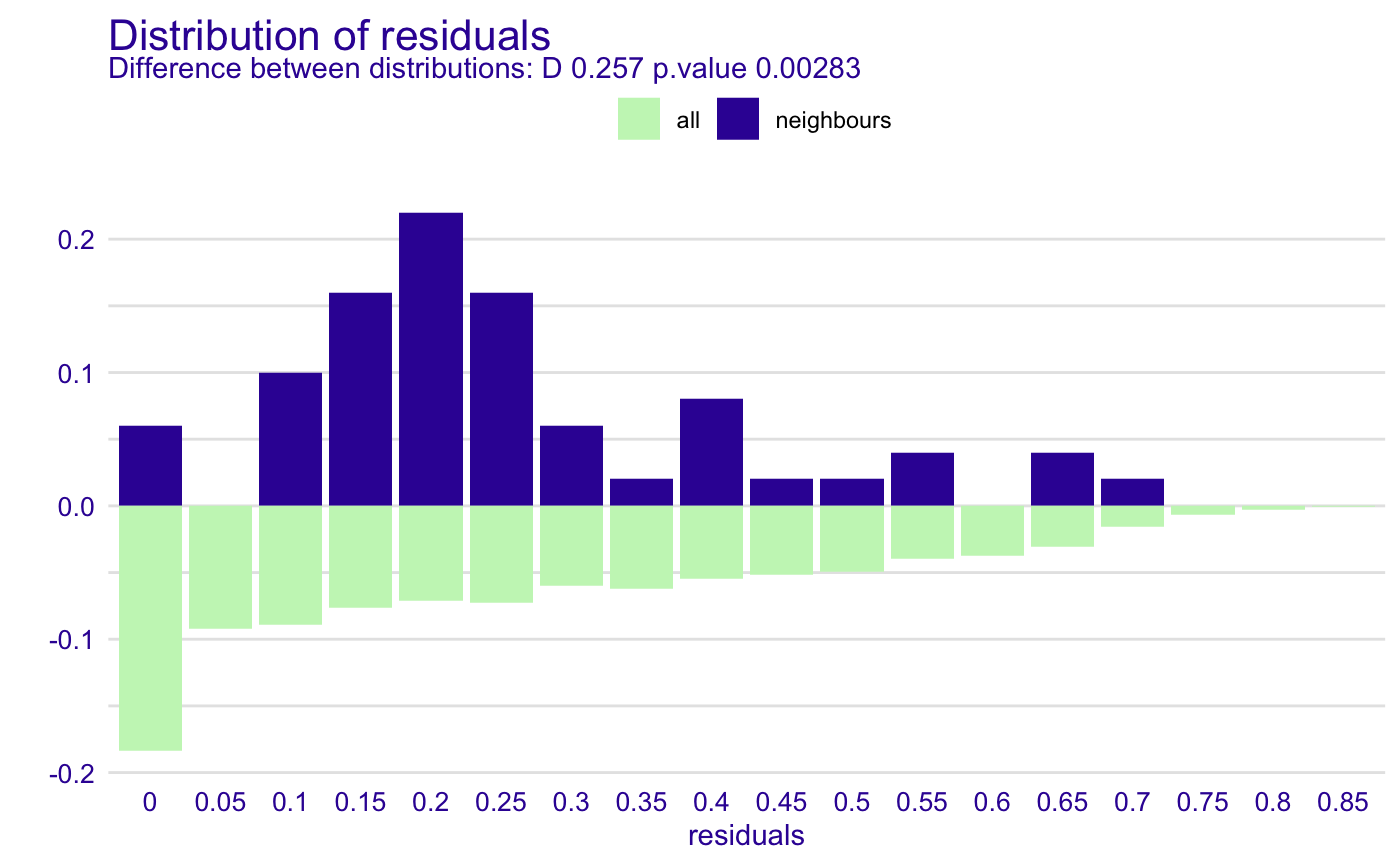 Distribution of residuals
Difference between distributions: D 0.257 p.value 0.00283
all neighbours
0.2
0.1
0.0
-0.1
-0.2
0 0.05 0.1 0.15 0.2 0.25 0.3 0.35 0.4 0.45 0.5 0.55 0.6 0.65 0.7 0.75 0.8 0.85
residuals